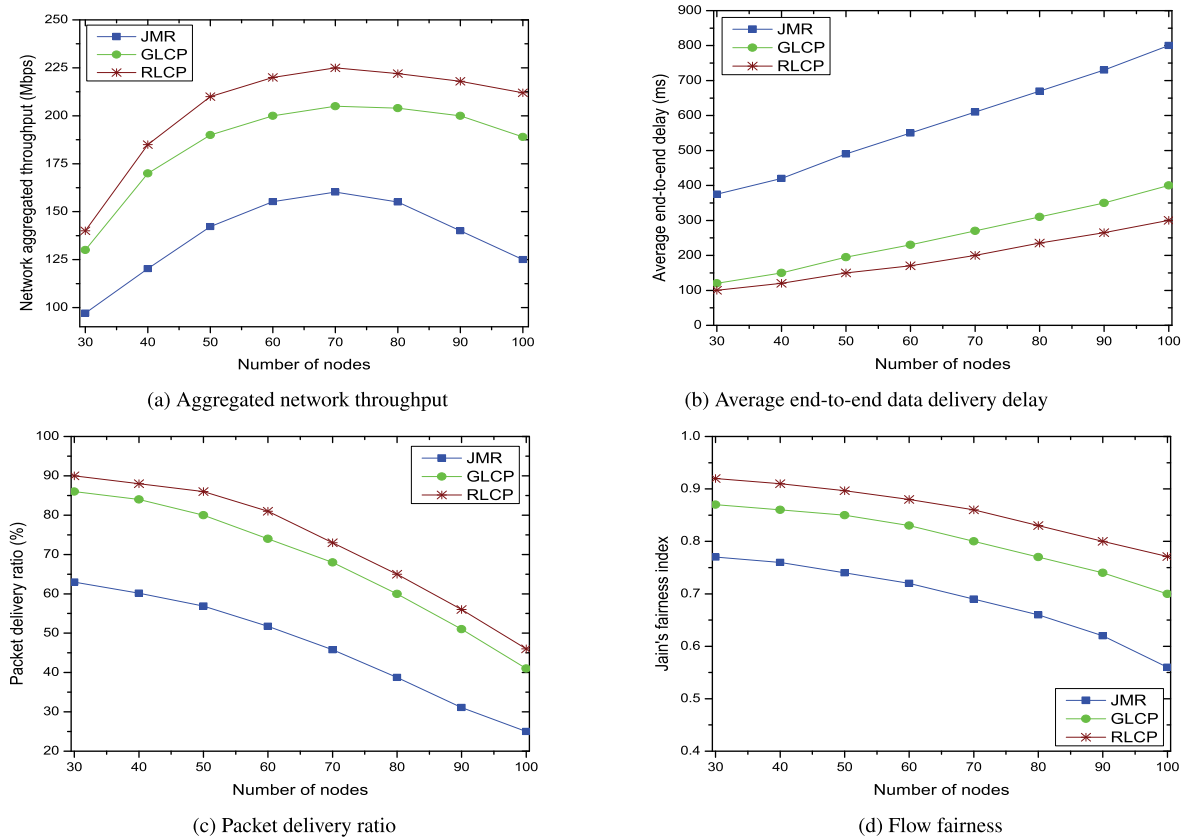 250
225
200
175
150
125
100
Network aggregated throughput (Mbps)
JMR
GLCP
RLCP
30 40 50 60 70 80 90 100
Number of nodes
(a) Aggregated network throughput
900
800
700
600
500
400
300
200
100
0
Average end-to-end delay (ms)
JMR
GLCP
RLCP
30 40 50 60 70 80 90 100
Number of nodes
(b) Average end-to-end data delivery delay
100
90
80
70
60
50
40
30
20
Packet delivery ratio (%)
JMR
GLCP
RLCP
30 40 50 60 70 80 90 100
Number of nodes
(c) Packet delivery ratio
1.0
0.9
0.8
0.7
0.6
0.5
0.4
Jain's fairness index
JMR
GLCP
RLCP
30 40 50 60 70 80 90 100
Number of nodes
(d) Flow fairness